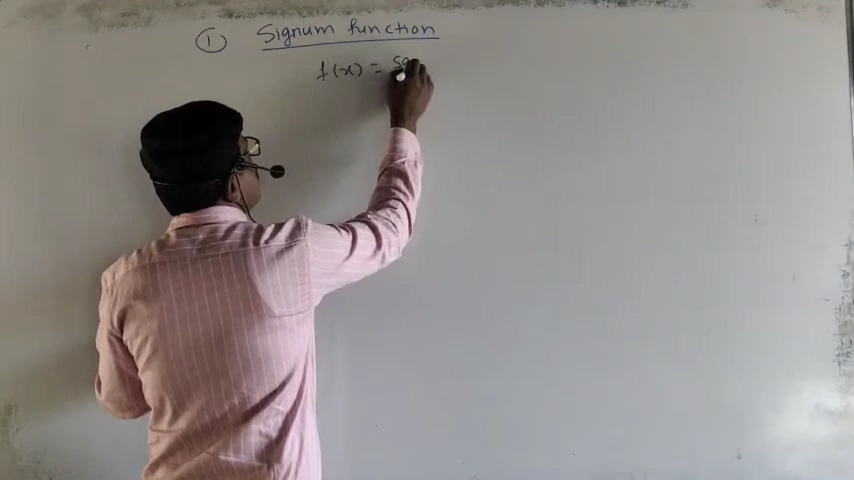 ① Signum function
f(x) = sg